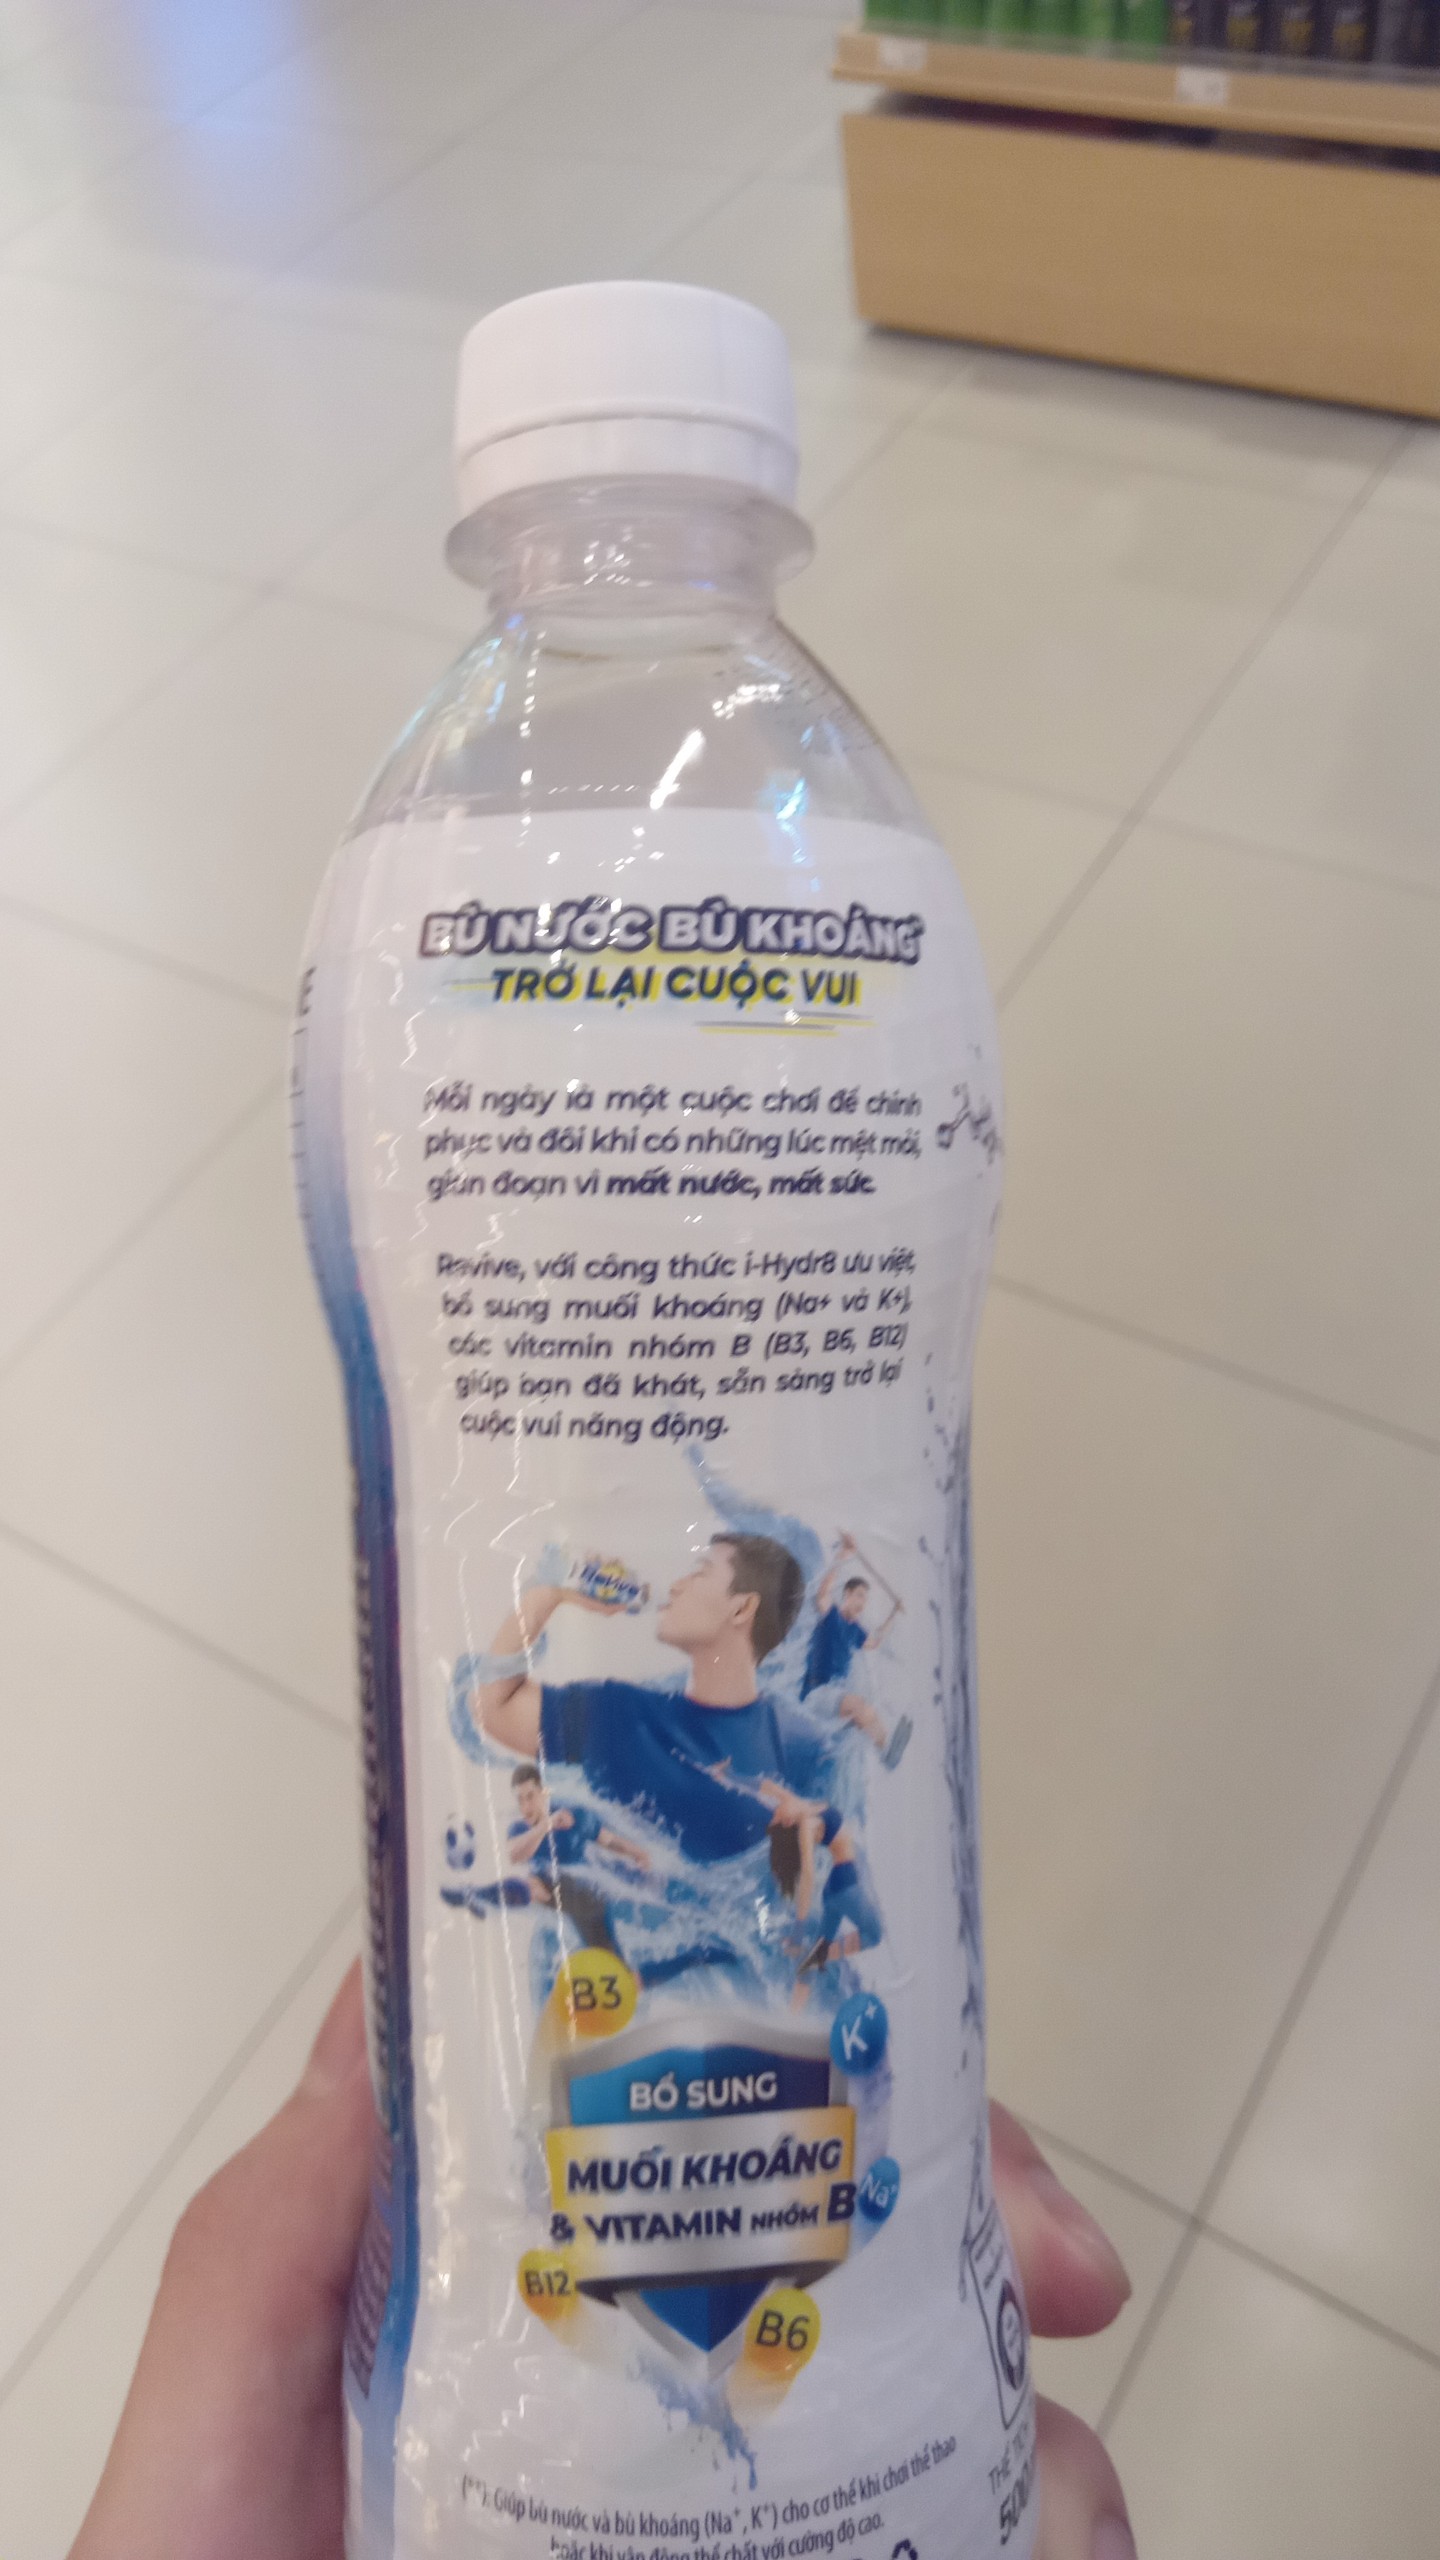 BÙ NƯỚC BÙ KHOÁNG
TRỞ LẠI CUỘC VUI
Mỗi ngày là một cuộc chơi để chinh
phục và đôi khi có những lúc mệt mỏi,
gián đoạn vì mất nước, mất sức.
Revive, với công thức i-Hydr8 ưu việt,
bổ sung muối khoáng (Na+ và K+),
các vitamin nhóm B (B3, B6, B12)
giúp bạn đã khát, sẵn sàng trở lại
cuộc vui năng động.
Revive
B3
K+
BỔ SUNG
MUỐI KHOÁNG
& VITAMIN NHÓM B
Na+
B12
B6
(**): Giúp bù nước và bù khoáng (Na+, K+) cho cơ thể khi chơi thể thao
hoặc khi vận động thể chất với cường độ cao.
THỂ TÍCH
500